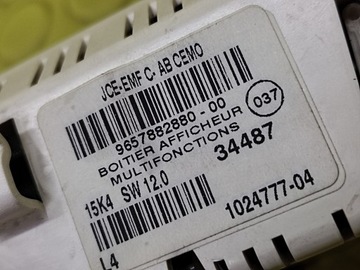 JCE-EMF C- AB CEMO
9657882880 - 00
037
BOITIER AFFICHEUR
MULTIFONCTIONS
34487
15K4 SW 12.0
1024777-04
L4